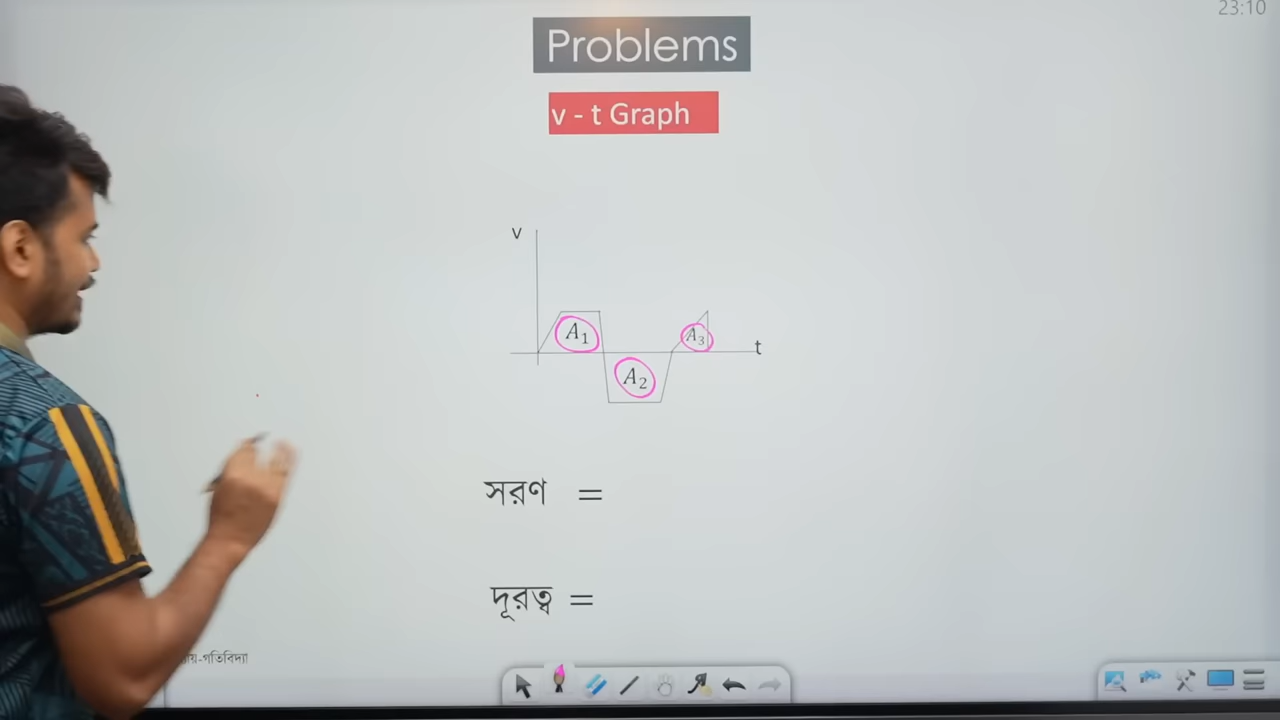 23:10
Problems
v - t Graph
v
A₁
A₃
t
A₂
সরণ =
দূরত্ব =